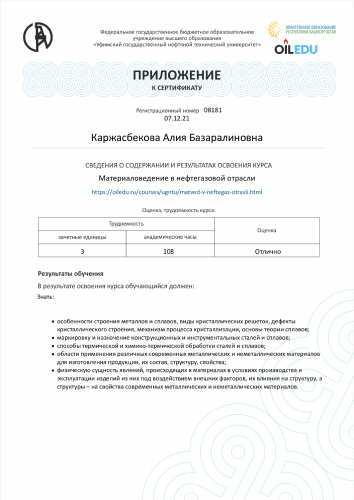 Федеральное государственное бюджетное образовательное
учреждение высшего образования
«Уфимский государственный нефтяной технический университет»
ЭЛЕКТРОННОЕ ОБРАЗОВАНИЕ
РЕСПУБЛИКИ БАШКОРТОСТАН
OILEDU
ПРИЛОЖЕНИЕ
К СЕРТИФИКАТУ
Регистрационный номер 08181
07.12.21
Каржасбекова Алия Базаралиновна
СВЕДЕНИЯ О СОДЕРЖАНИИ И РЕЗУЛЬТАТАХ ОСВОЕНИЯ КУРСА
Материаловедение в нефтегазовой отрасли
https://oiledu.ru/courses/ugntu/matved-v-neftegaz-otrasli.html
Оценка, трудоемкость курса:
Трудоемкость
Оценка
зачетные единицы
академические часы
3
108
Отлично
Результаты обучения
В результате освоения курса обучающийся должен:
Знать:
• особенности строения металлов и сплавов, виды кристаллических решеток, дефекты
кристаллического строения, механизм процесса кристаллизации, основы теории сплавов;
• маркировку и назначение конструкционных и инструментальных сталей и сплавов;
• способы термической и химико-термической обработки сталей и сплавов;
• области применения различных современных металлических и неметаллических материалов
для изготовления продукции, их состав, структуру, свойства;
• физическую сущность явлений, происходящих в материалах в условиях производства и
эксплуатации изделий из них под воздействием внешних факторов, их влияния на структуру, а
структуры – на свойства современных металлических и неметаллических материалов.